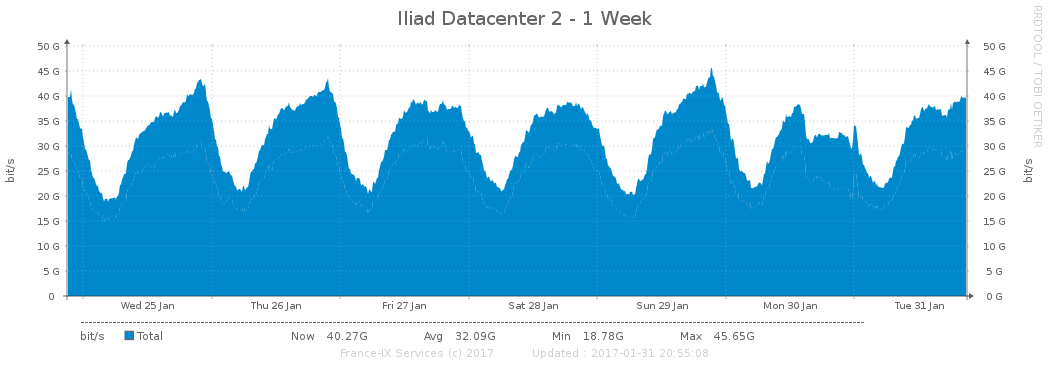 Iliad Datacenter 2 - 1 Week
RRDTOOL / TOBI OETIKER
50 G 50 G
45 G 45 G
40 G 40 G
35 G 35 G
30 G 30 G
25 G 25 G
20 G 20 G
15 G 15 G
10 G 10 G
5 G 5 G
0 0 G
bit/s bit/s
Wed 25 Jan Thu 26 Jan Fri 27 Jan Sat 28 Jan Sun 29 Jan Mon 30 Jan Tue 31 Jan
bit/s Total Now 40.27G Avg 32.09G Min 18.78G Max 45.65G
France-IX Services (c) 2017 Updated : 2017-01-31 20:55:08